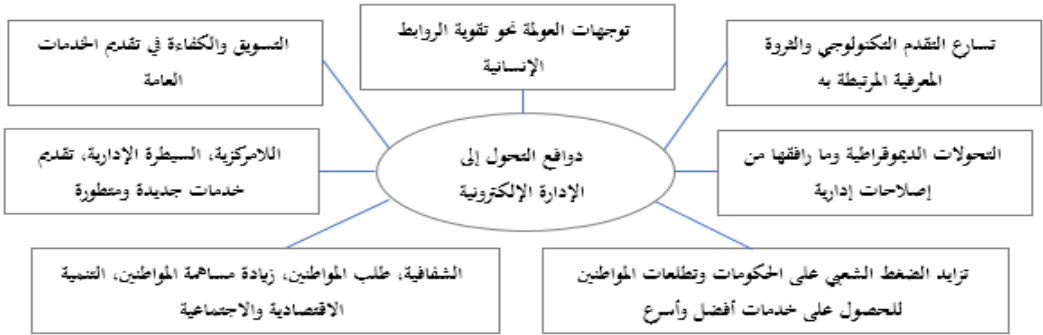 توجهات العولمة نحو تقوية الروابط
الإنسانية
تسارع التقدم التكنولوجي والثروة
المعرفية المرتبطة به
التسويق والكفاءة في تقديم الخدمات
العامة
دوافع التحول إلى
الإدارة الإلكترونية
التحولات الديموقراطية وما رافقها من
إصلاحات إدارية
اللامركزية، السيطرة الإدارية، تقديم
خدمات جديدة ومتطورة
تزايد الضغط الشعبي على الحكومات وتطلعات المواطنين
للحصول على خدمات أفضل وأسرع
الشفافية، طلب المواطنين، زيادة مساهمة المواطنين، التنمية
الاقتصادية والاجتماعية